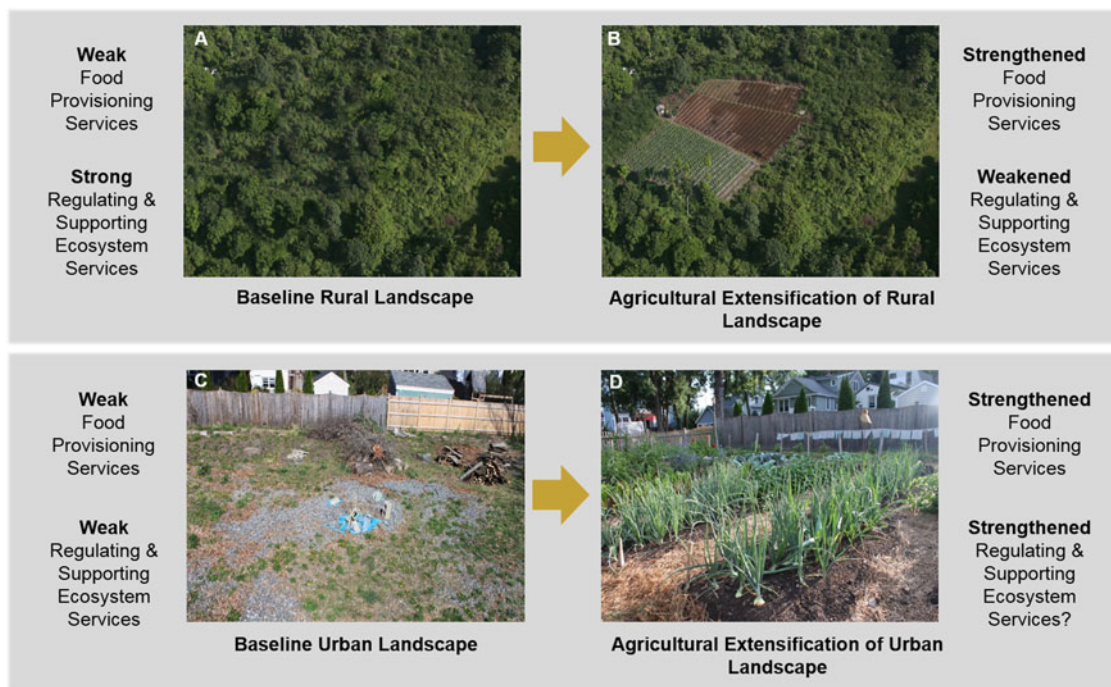 Weak
Food
Provisioning
Services
Strong
Regulating &
Supporting
Ecosystem
Services
A
Baseline Rural Landscape
B
Agricultural Extensification of Rural
Landscape
Strengthened
Food
Provisioning
Services
Weakened
Regulating &
Supporting
Ecosystem
Services
Weak
Food
Provisioning
Services
Weak
Regulating &
Supporting
Ecosystem
Services
C
Baseline Urban Landscape
D
Agricultural Extensification of Urban
Landscape
Strengthened
Food
Provisioning
Services
Strengthened
Regulating &
Supporting
Ecosystem
Services?